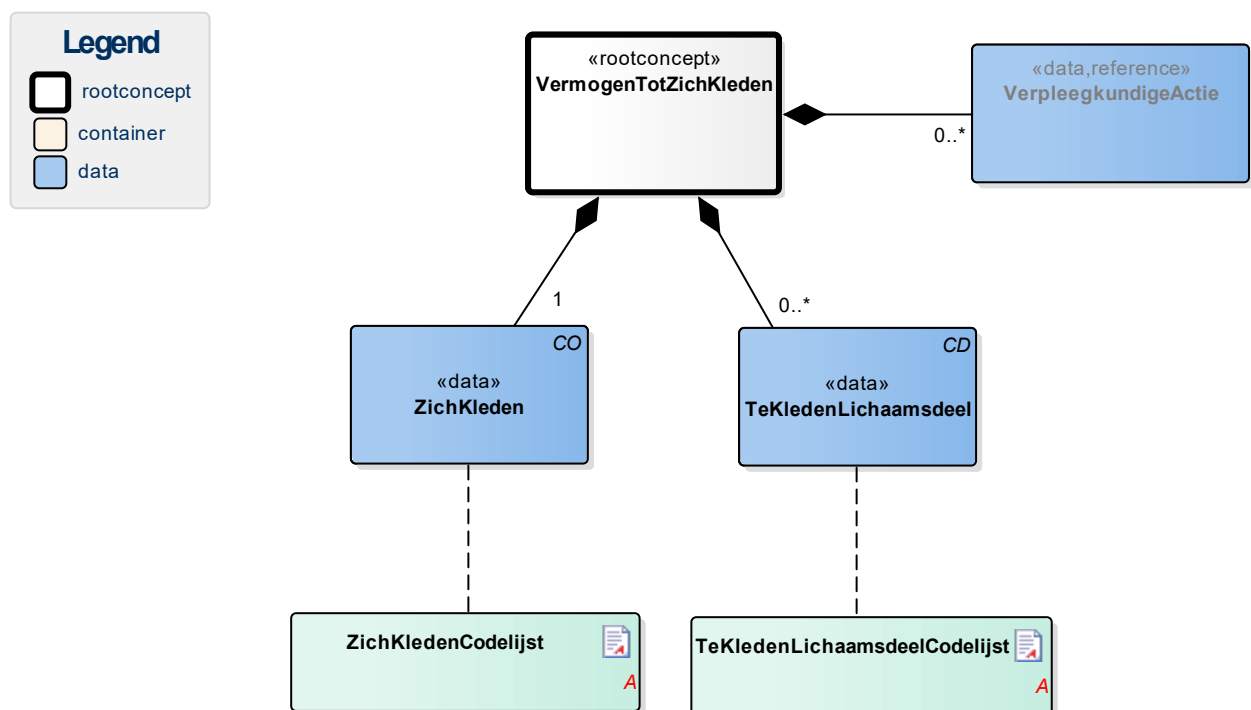 Legend
rootconcept
container
data
«rootconcept»
VermogenTotZichKleden
«data,reference»
VerpleegkundigeActie
0..*
1
0..*
CO
«data»
ZichKleden
CD
«data»
TeKledenLichaamsdeel
ZichKledenCodelijst
A
TeKledenLichaamsdeelCodelijst
A